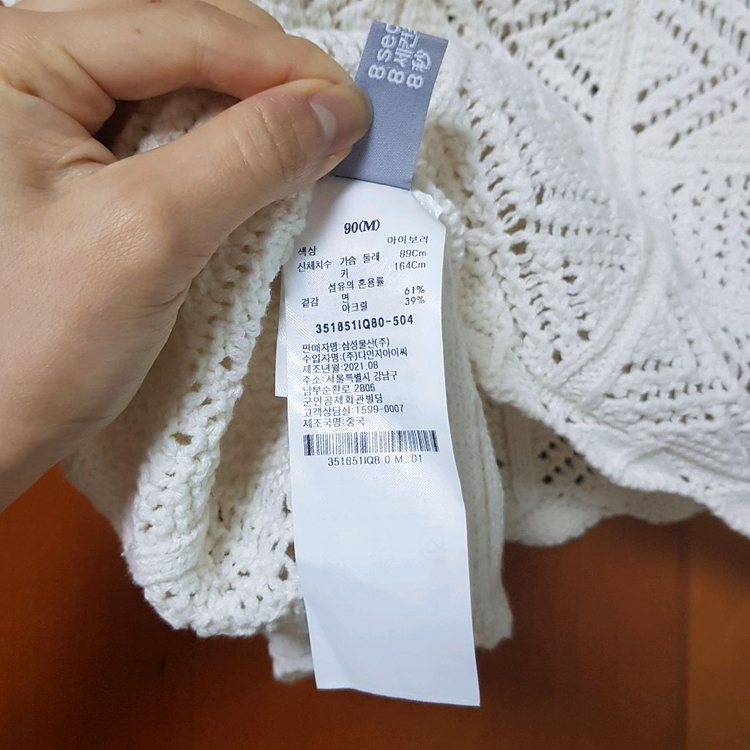 8 sec
8세컨
8秒
90(M)
색상 아이보리
신체치수 가슴 둘레 89Cm
키 164Cm
섬유의 혼용률
겉감 면 61%
아크릴 39%
351851IQ80-504
판매자명:삼성물산(주)
수입자명:(주)다인지아이씨
제조년월:2021.08
주소:서울특별시 강남구
남부순환로 2806
군인공제회관빌딩
고객상담실:1599-0007
제조국명:중국
351851IQ8 0 M 01